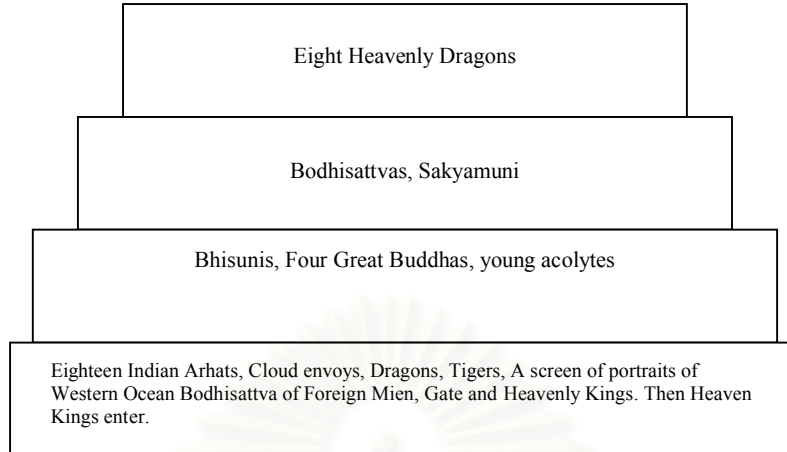 Eight Heavenly Dragons
Bodhisattvas, Sakyamuni
Bhisunis, Four Great Buddhas, young acolytes
Eighteen Indian Arhats, Cloud envoys, Dragons, Tigers, A screen of portraits of
Western Ocean Bodhisattva of Foreign Mien, Gate and Heavenly Kings. Then Heaven
Kings enter.